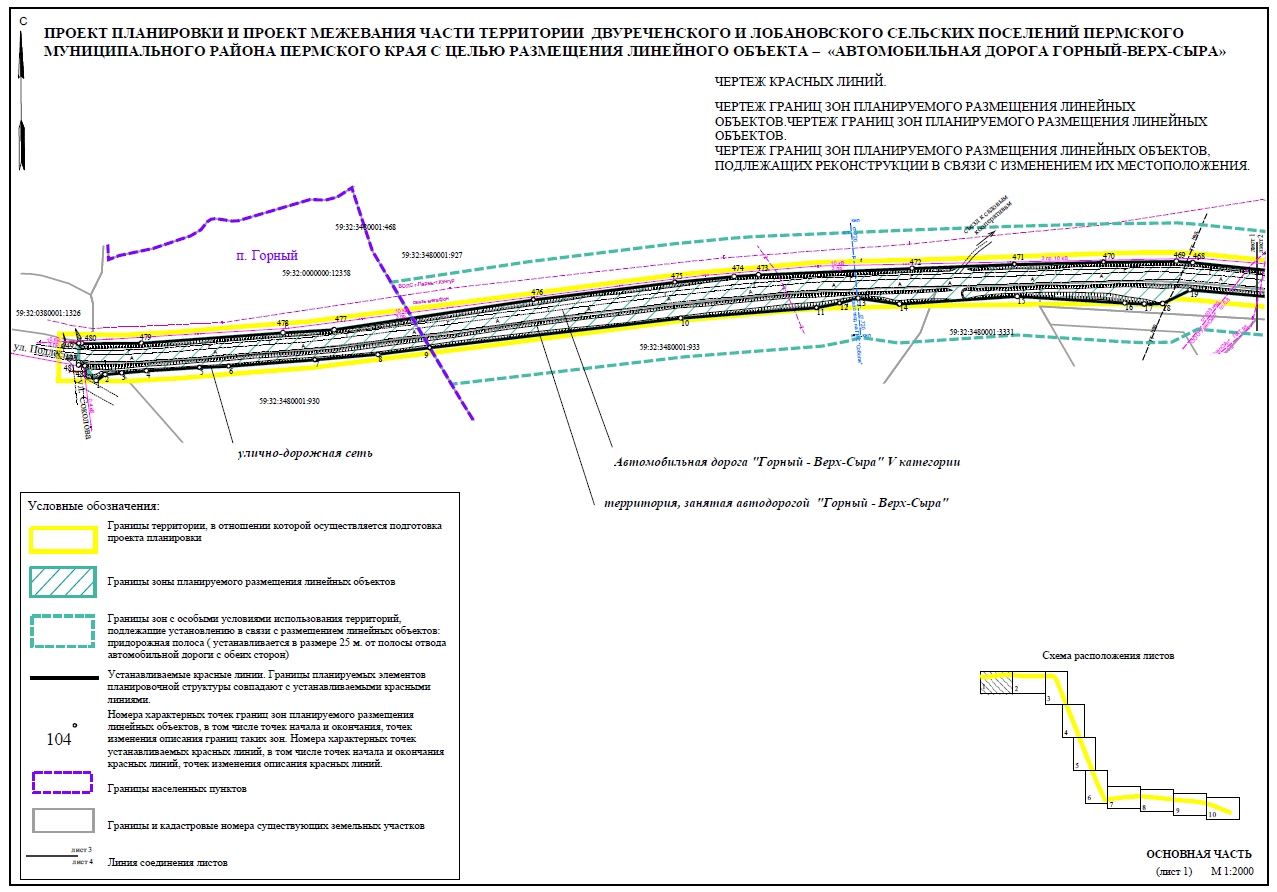 С
ПРОЕКТ ПЛАНИРОВКИ И ПРОЕКТ МЕЖЕВАНИЯ ЧАСТИ ТЕРРИТОРИИ ДВУРЕЧЕНСКОГО И ЛОБАНОВСКОГО СЕЛЬСКИХ ПОСЕЛЕНИЙ ПЕРМСКОГО
МУНИЦИПАЛЬНОГО РАЙОНА ПЕРМСКОГО КРАЯ С ЦЕЛЬЮ РАЗМЕЩЕНИЯ ЛИНЕЙНОГО ОБЪЕКТА – «АВТОМОБИЛЬНАЯ ДОРОГА ГОРНЫЙ-ВЕРХ-СЫРА»
ЧЕРТЕЖ КРАСНЫХ ЛИНИЙ.
ЧЕРТЕЖ ГРАНИЦ ЗОН ПЛАНИРУЕМОГО РАЗМЕЩЕНИЯ ЛИНЕЙНЫХ
ОБЪЕКТОВ.ЧЕРТЕЖ ГРАНИЦ ЗОН ПЛАНИРУЕМОГО РАЗМЕЩЕНИЯ ЛИНЕЙНЫХ
ОБЪЕКТОВ.
ЧЕРТЕЖ ГРАНИЦ ЗОН ПЛАНИРУЕМОГО РАЗМЕЩЕНИЯ ЛИНЕЙНЫХ ОБЪЕКТОВ,
ПОДЛЕЖАЩИХ РЕКОНСТРУКЦИИ В СВЯЗИ С ИЗМЕНЕНИЕМ ИХ МЕСТОПОЛОЖЕНИЯ.
съезд к садовым
кооперативам
59:32:3480001:468
п. Горный
59:32:3480001:927
59:32:0000000:12358
59:32:0380001:1326
480
479
478
477
476
475
474
473
472
471
470
469
468
1
2
3
4
5
6
7
8
9
10
11
12
13
14
15
16
17
28
19
ул. Соколова
59:32:3480001:930
59:32:3480001:933
59:32:3480001:3331
улично-дорожная сеть
Автомобильная дорога "Горный - Верх-Сыра" V категории
территория, занятая автодорогой "Горный - Верх-Сыра"
Условные обозначения:
Границы территории, в отношении которой осуществляется подготовка
проекта планировки
Границы зоны планируемого размещения линейных объектов
Границы зон с особыми условиями использования территорий,
подлежащие установлению в связи с размещением линейных объектов:
придорожная полоса ( устанавливается в размере 25 м. от полосы отвода
автомобильной дороги с обеих сторон)
Устанавливаемые красные линии. Границы планируемых элементов
планировочной структуры совпадают с устанавливаемыми красными
линиями.
104
Номера характерных точек границ зон планируемого размещения
линейных объектов, в том числе точек начала и окончания, точек
изменения описания границ таких зон. Номера характерных точек
устанавливаемых красных линий, в том числе точек начала и окончания
красных линий, точек изменения описания красных линий.
Границы населенных пунктов
Границы и кадастровые номера существующих земельных участков
лист 3
лист 4
Линия соединения листов
Схема расположения листов
1
2
3
4
5
6
7
8
9
10
ОСНОВНАЯ ЧАСТЬ
(лист 1) М 1:2000